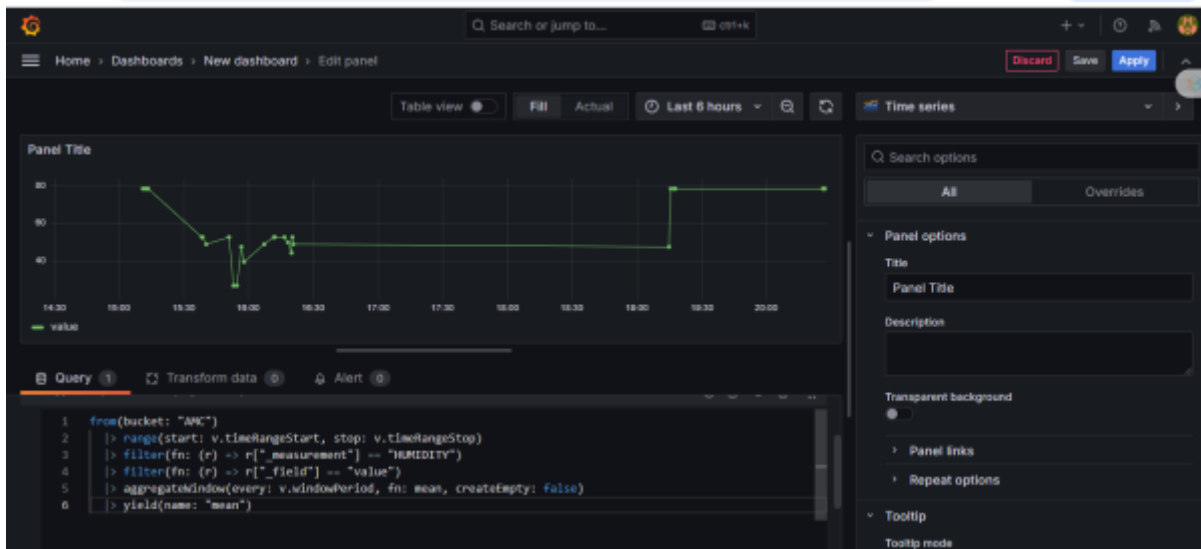 Search or jump to... ctrl+k
Home › Dashboards › New dashboard › Edit panel
Discard Save Apply
Table view Fill Actual Last 6 hours
Time series
Panel Title
80
60
40
14:30 15:00 15:30 16:00 16:30 17:00 17:30 18:00 18:30 19:00 19:30 20:00
value
Search options
All Overrides
Panel options
Title
Panel Title
Description
Transparent background
Panel links
Repeat options
Tooltip
Tooltip mode
Query 1 Transform data 0 Alert 0
1 from(bucket: "AMC")
2 |> range(start: v.timeRangeStart, stop: v.timeRangeStop)
3 |> filter(fn: (r) => r["_measurement"] == "HUMIDITY")
4 |> filter(fn: (r) => r["_field"] == "value")
5 |> aggregateWindow(every: v.windowPeriod, fn: mean, createEmpty: false)
6 |> yield(name: "mean")